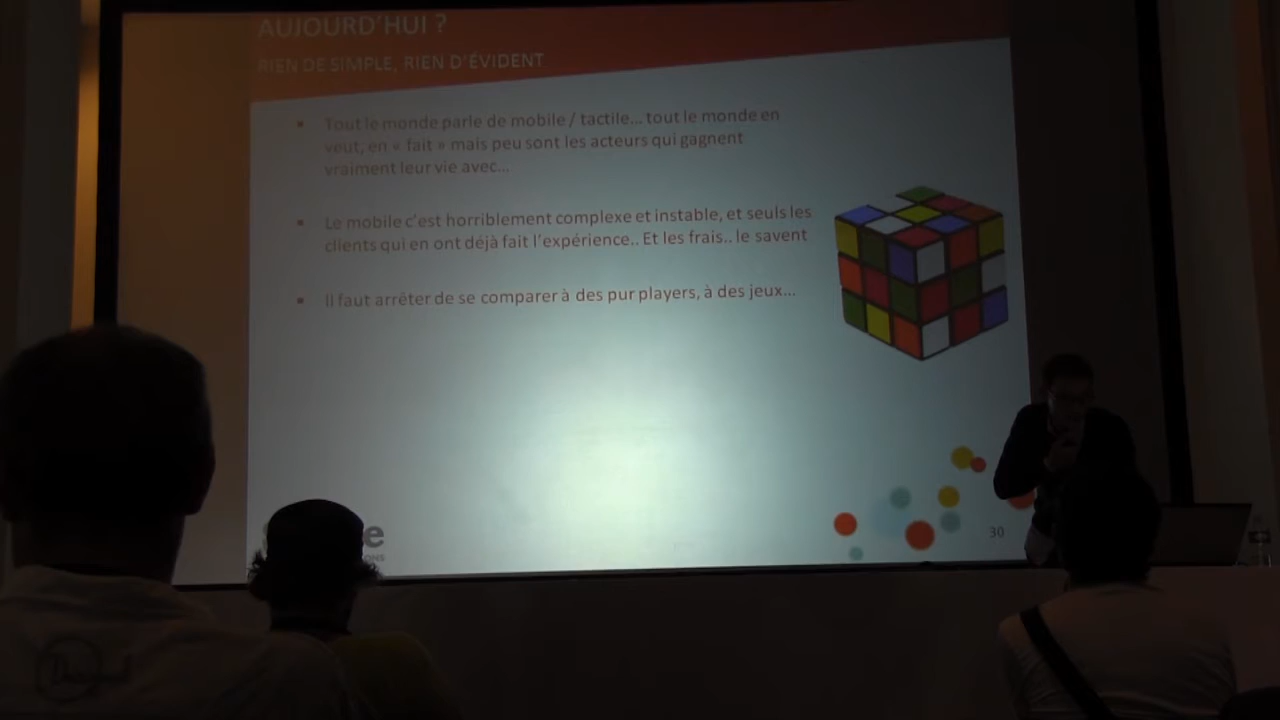 AUJOURD'HUI ?
RIEN DE SIMPLE, RIEN D'ÉVIDENT
▪ Tout le monde parle de mobile / tactile... tout le monde en
veut, en « fait » mais peu sont les acteurs qui gagnent
vraiment leur vie avec...
▪ Le mobile c'est horriblement complexe et instable, et seuls les
clients qui en ont déjà fait l'expérience.. Et les frais.. le savent
▪ Il faut arrêter de se comparer à des pur players, à des jeux...
30